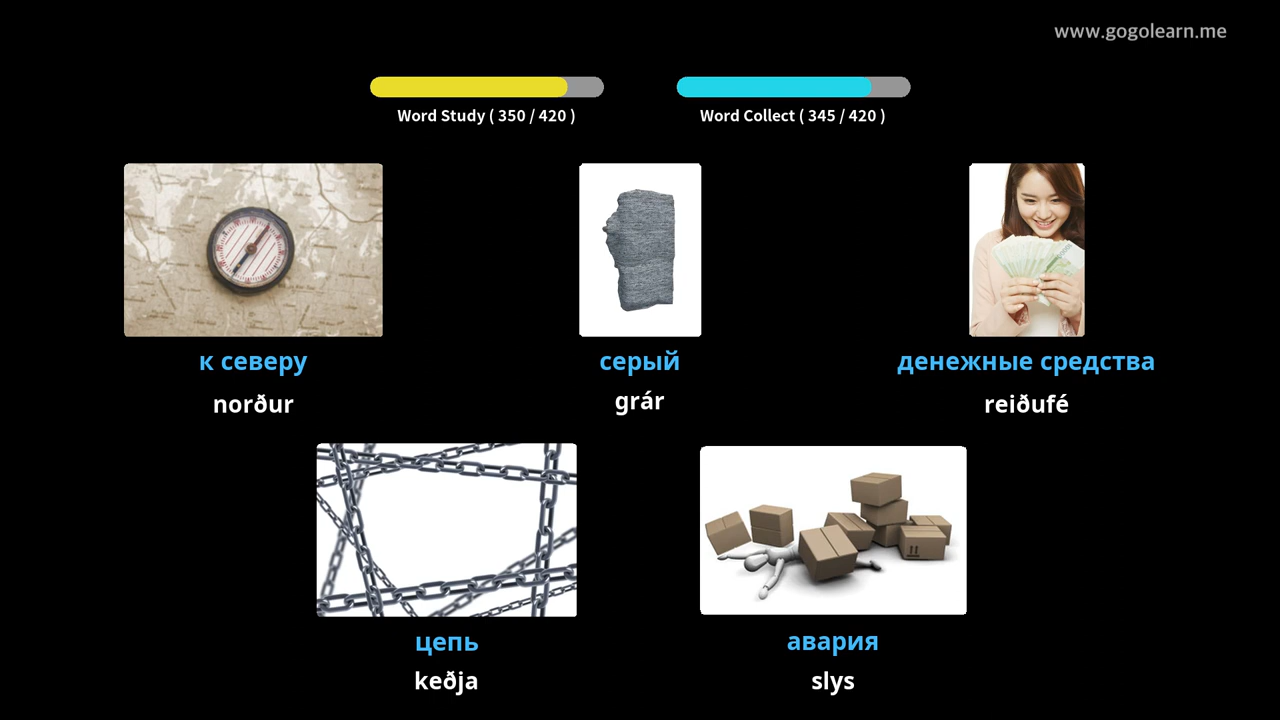 www.gogolearn.me
Word Study ( 350 / 420 )
Word Collect ( 345 / 420 )
к северу
серый
денежные средства
norður
grár
reiðufé
цепь
авария
keðja
slys